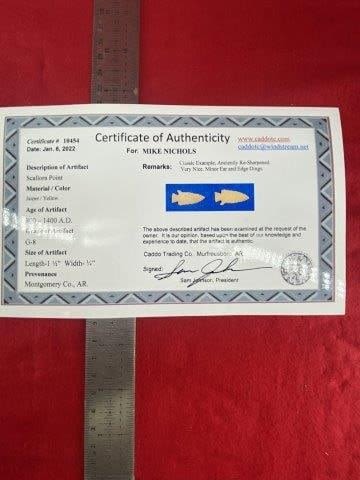 Certificate # 10454
Date: Jan. 6, 2022
Certificate of Authenticity
For: MIKE NICHOLS
www.caddotc.com
caddotc@windstream.net
Description of Artifact
Scallorn Point
Material / Color
Jasper / Yellow
Age of Artifact
800 - 1400 A.D.
Grade of Artifact
G-8
Size of Artifact
Length-1 ½" Width- ¾"
Provenance
Montgomery Co., AR.
Remarks: Classic Example, Anciently Re-Sharpened.
Very Nice, Minor Ear and Edge Dings.
The above described artifact has been examined at the request of the
owner. It is our opinion, based upon the best of our knowledge and
experience to date, that the artifact is authentic.
Caddo Trading Co. Murfreesboro, AR.
Signed:
Sam Johnson, President